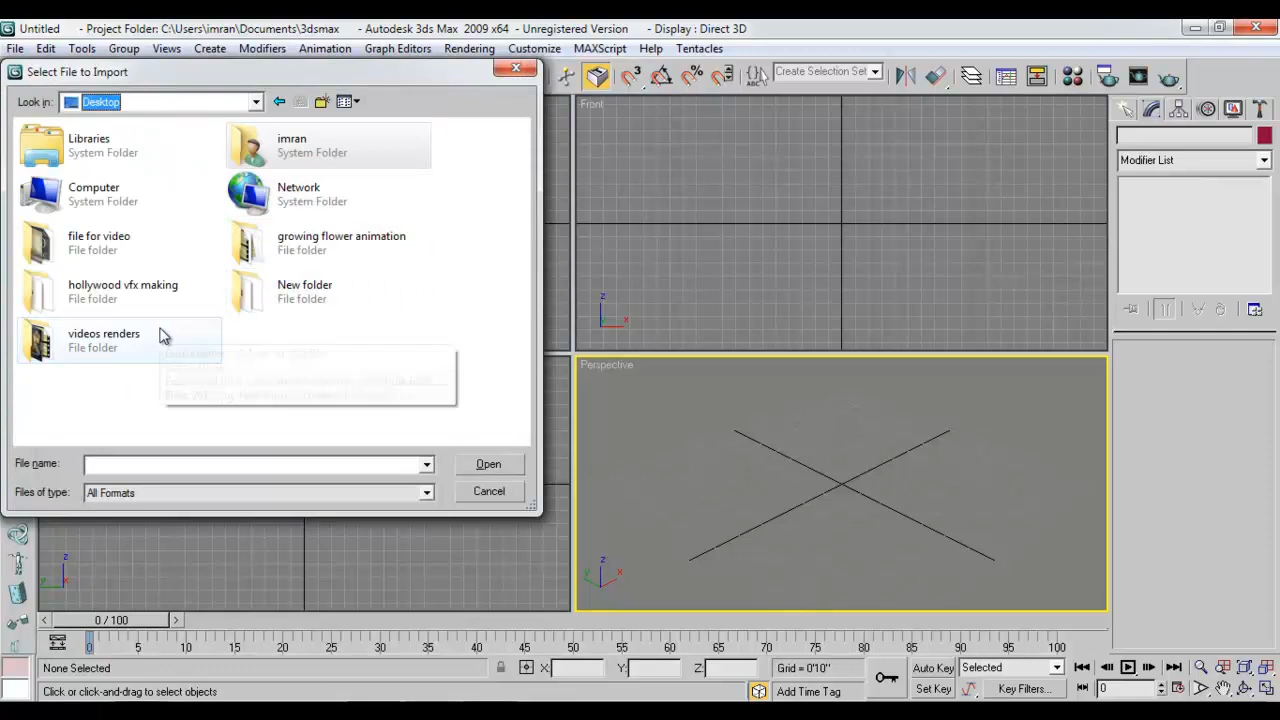 Untitled - Project Folder: C:\Users\imran\Documents\3dsmax - Autodesk 3ds Max 2009 x64 - Unregistered Version - Display : Direct 3D
File Edit Tools Group Views Create Modifiers Animation Graph Editors Rendering Customize MAXScript Help Tentacles
Select File to Import
Create Selection Set
Look in: Desktop
Front
Libraries
System Folder
imran
System Folder
Modifier List
Computer
System Folder
Network
System Folder
file for video
File folder
growing flower animation
File folder
hollywood vfx making
File folder
New folder
File folder
z
x
videos renders
File folder
Perspective
File name:
Open
Files of type: All Formats
Cancel
z
y
x
z
y
x
0 / 100
0 5 10 15 20 25 30 35 40 45 50 55 60 65 70 75 80 85 90 95 100
None Selected X: Y: Z: Grid = 0'10" Auto Key Selected
Click or click-and-drag to select objects Add Time Tag Set Key Key Filters... 0